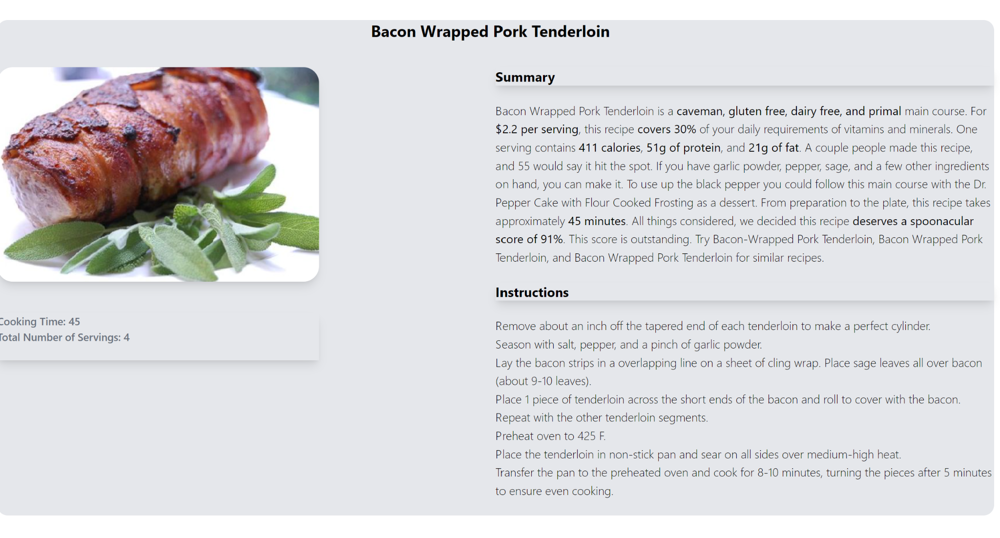 Bacon Wrapped Pork Tenderloin
Cooking Time: 45
Total Number of Servings: 4
Summary
Bacon Wrapped Pork Tenderloin is a caveman, gluten free, dairy free, and primal main course. For
$2.2 per serving, this recipe covers 30% of your daily requirements of vitamins and minerals. One
serving contains 411 calories, 51g of protein, and 21g of fat. A couple people made this recipe,
and 55 would say it hit the spot. If you have garlic powder, pepper, sage, and a few other ingredients
on hand, you can make it. To use up the black pepper you could follow this main course with the Dr.
Pepper Cake with Flour Cooked Frosting as a dessert. From preparation to the plate, this recipe takes
approximately 45 minutes. All things considered, we decided this recipe deserves a spoonacular
score of 91%. This score is outstanding. Try Bacon-Wrapped Pork Tenderloin, Bacon Wrapped Pork
Tenderloin, and Bacon Wrapped Pork Tenderloin for similar recipes.
Instructions
Remove about an inch off the tapered end of each tenderloin to make a perfect cylinder.
Season with salt, pepper, and a pinch of garlic powder.
Lay the bacon strips in a overlapping line on a sheet of cling wrap. Place sage leaves all over bacon
(about 9-10 leaves).
Place 1 piece of tenderloin across the short ends of the bacon and roll to cover with the bacon.
Repeat with the other tenderloin segments.
Preheat oven to 425 F.
Place the tenderloin in non-stick pan and sear on all sides over medium-high heat.
Transfer the pan to the preheated oven and cook for 8-10 minutes, turning the pieces after 5 minutes
to ensure even cooking.